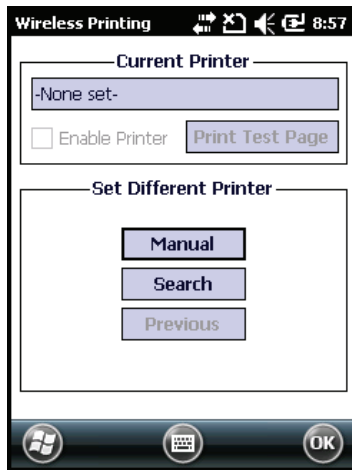 Wireless Printing 8:57
Current Printer
-None set-
Enable Printer Print Test Page
Set Different Printer
Manual
Search
Previous
OK